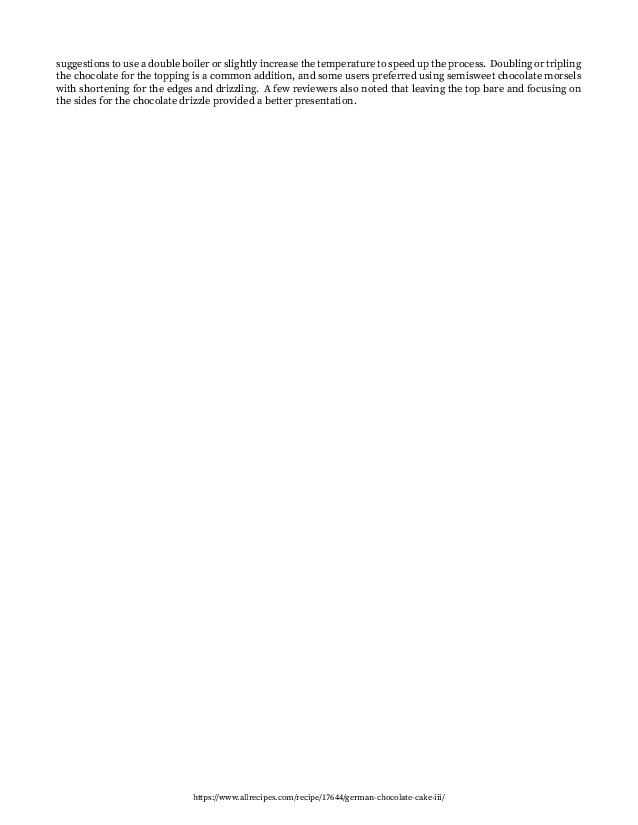 suggestions to use a double boiler or slightly increase the temperature to speed up the process. Doubling or tripling
the chocolate for the topping is a common addition, and some users preferred using semisweet chocolate morsels
with shortening for the edges and drizzling. A few reviewers also noted that leaving the top bare and focusing on
the sides for the chocolate drizzle provided a better presentation.
https://www.allrecipes.com/recipe/17644/german-chocolate-cake-iii/